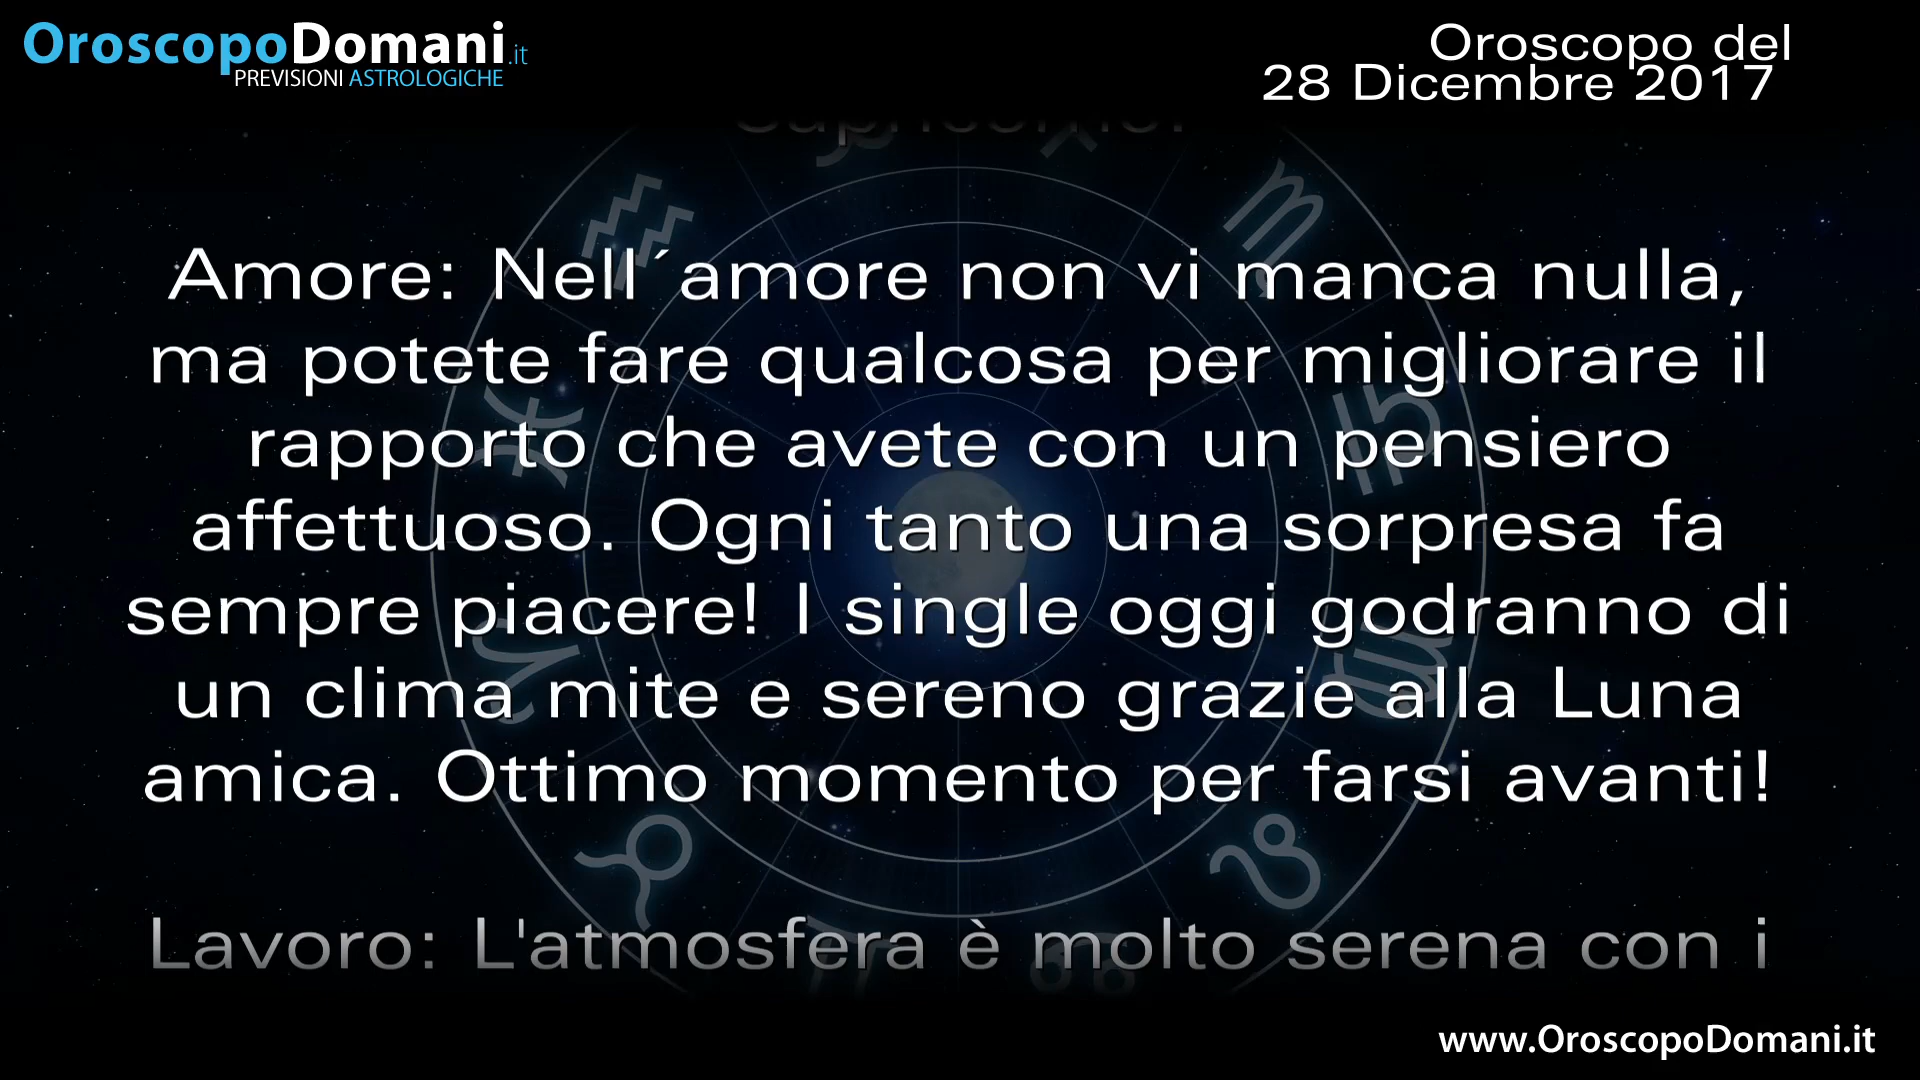 OroscopoDomani.it
PREVISIONI ASTROLOGICHE
Oroscopo del
28 Dicembre 2017
Amore: Nell´amore non vi manca nulla,
ma potete fare qualcosa per migliorare il
rapporto che avete con un pensiero
affettuoso. Ogni tanto una sorpresa fa
sempre piacere! I single oggi godranno di
un clima mite e sereno grazie alla Luna
amica. Ottimo momento per farsi avanti!
Lavoro: L'atmosfera è molto serena con i
www.OroscopoDomani.it